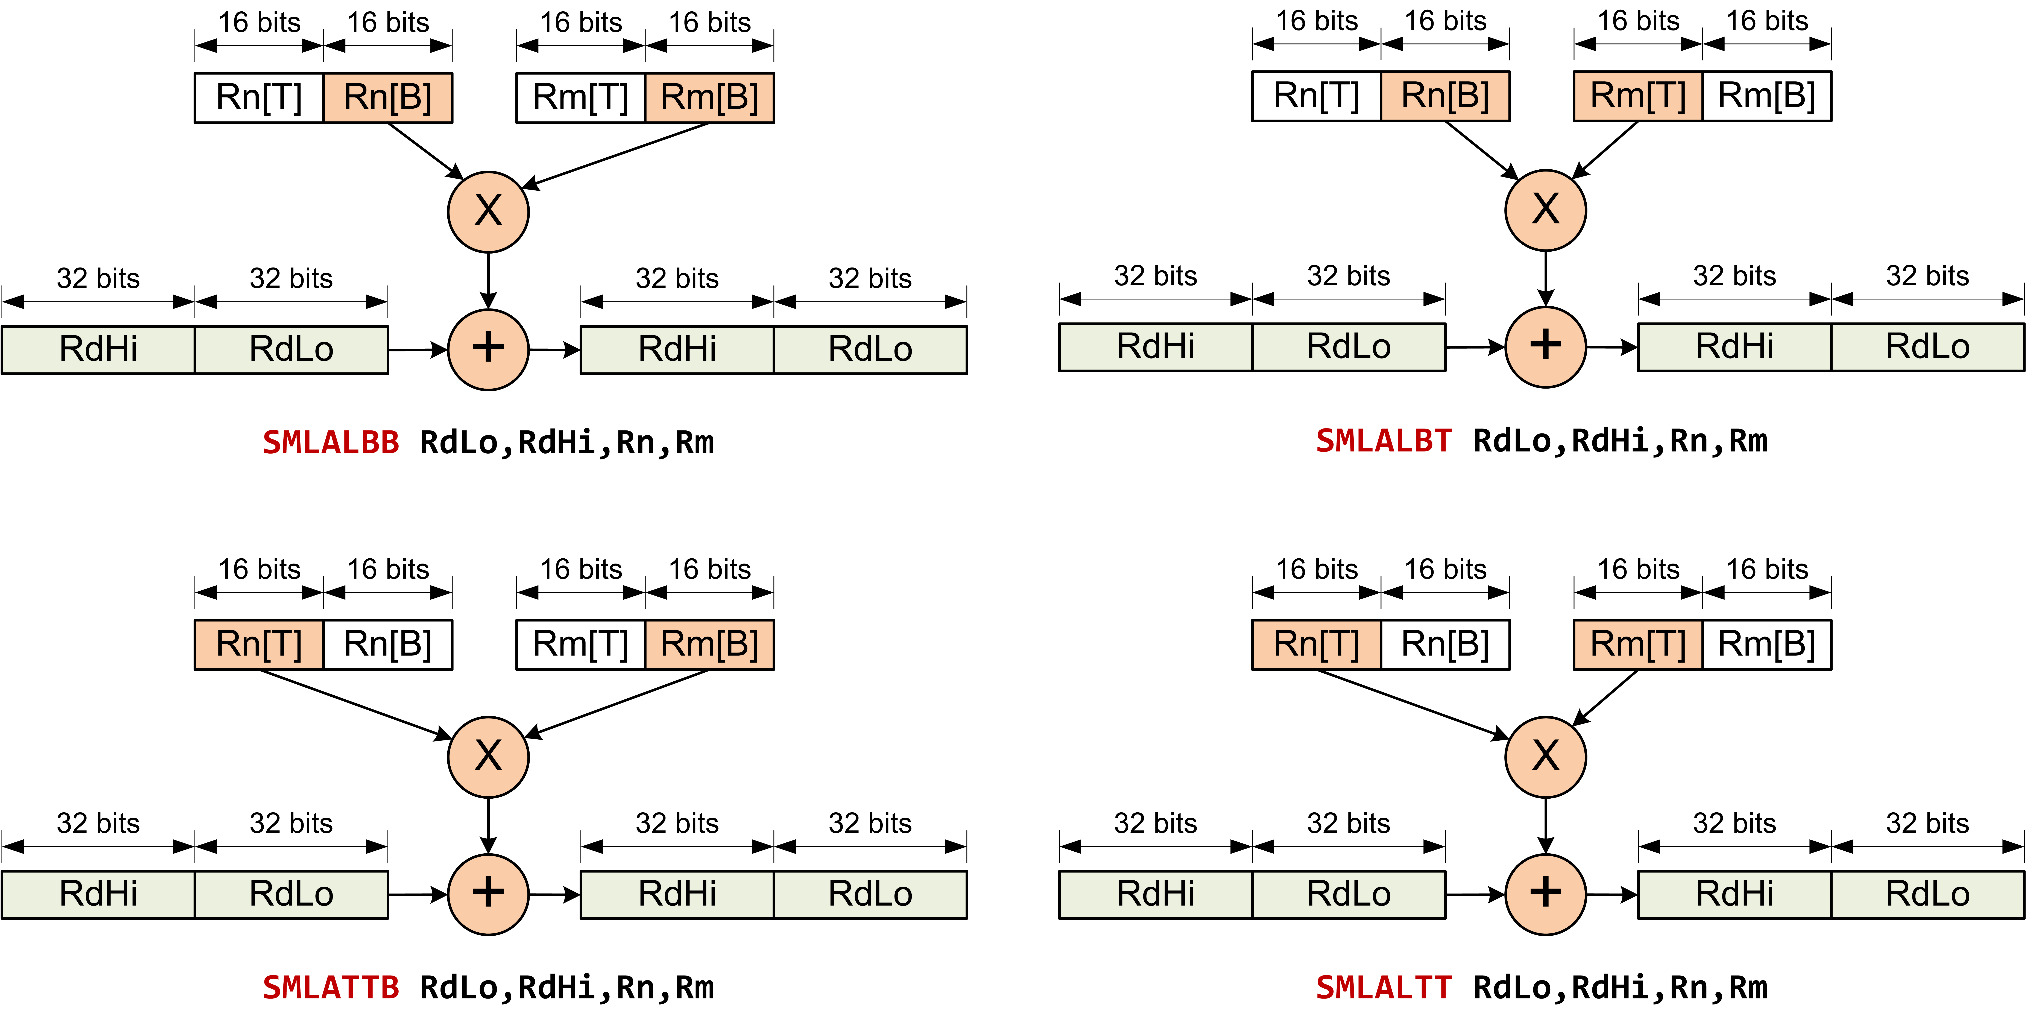 16 bits 16 bits 16 bits 16 bits
Rn[T] Rn[B] Rm[T] Rm[B]
X
32 bits 32 bits 32 bits 32 bits
RdHi RdLo + RdHi RdLo
SMLALBB RdLo,RdHi,Rn,Rm
16 bits 16 bits 16 bits 16 bits
Rn[T] Rn[B] Rm[T] Rm[B]
X
32 bits 32 bits 32 bits 32 bits
RdHi RdLo + RdHi RdLo
SMLALBT RdLo,RdHi,Rn,Rm
16 bits 16 bits 16 bits 16 bits
Rn[T] Rn[B] Rm[T] Rm[B]
X
32 bits 32 bits 32 bits 32 bits
RdHi RdLo + RdHi RdLo
SMLATTB RdLo,RdHi,Rn,Rm
16 bits 16 bits 16 bits 16 bits
Rn[T] Rn[B] Rm[T] Rm[B]
X
32 bits 32 bits 32 bits 32 bits
RdHi RdLo + RdHi RdLo
SMLALTT RdLo,RdHi,Rn,Rm